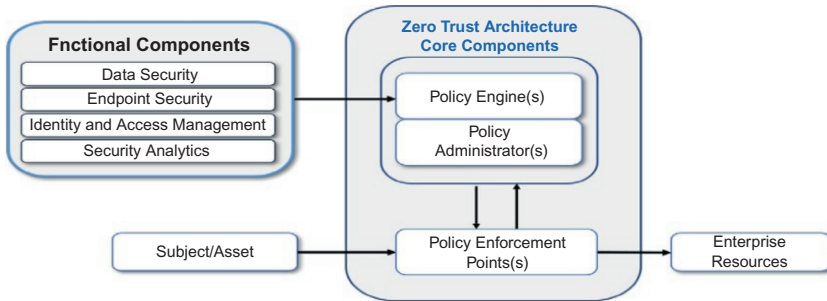 Fnctional Components
Data Security
Endpoint Security
Identity and Access Management
Security Analytics
Zero Trust Architecture
Core Components
Policy Engine(s)
Policy
Administrator(s)
Subject/Asset
Policy Enforcement
Points(s)
Enterprise
Resources